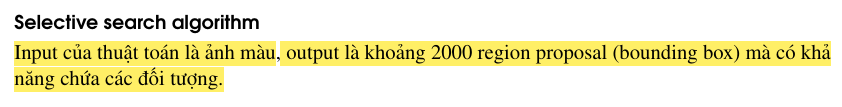 Selective search algorithm
Input của thuật toán là ảnh màu, output là khoảng 2000 region proposal (bounding box) mà có khả
năng chứa các đối tượng.